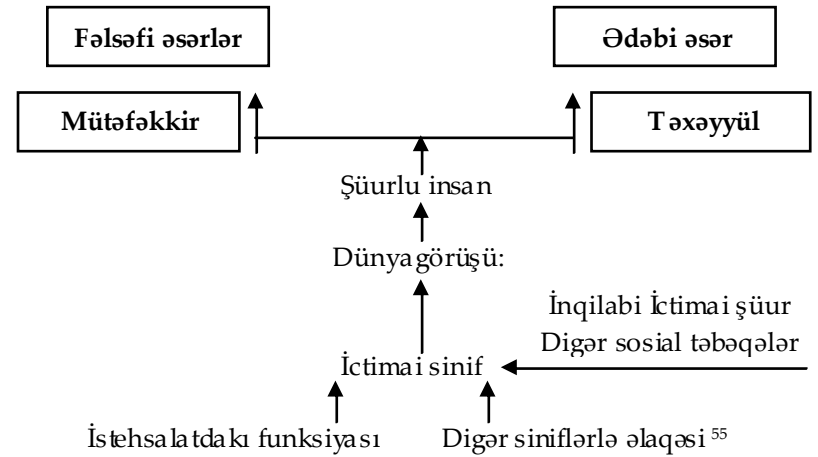 Fəlsəfi əsərlər
Ədəbi əsər
Mütəfəkkir
Təxəyyül
Şüurlu insan
Dünyagörüşü:
İnqilabi İctimai şüur
Digər sosial təbəqələr
İctimai sinif
İstehsalatdakı funksiyası
Digər siniflərlə əlaqəsi 55